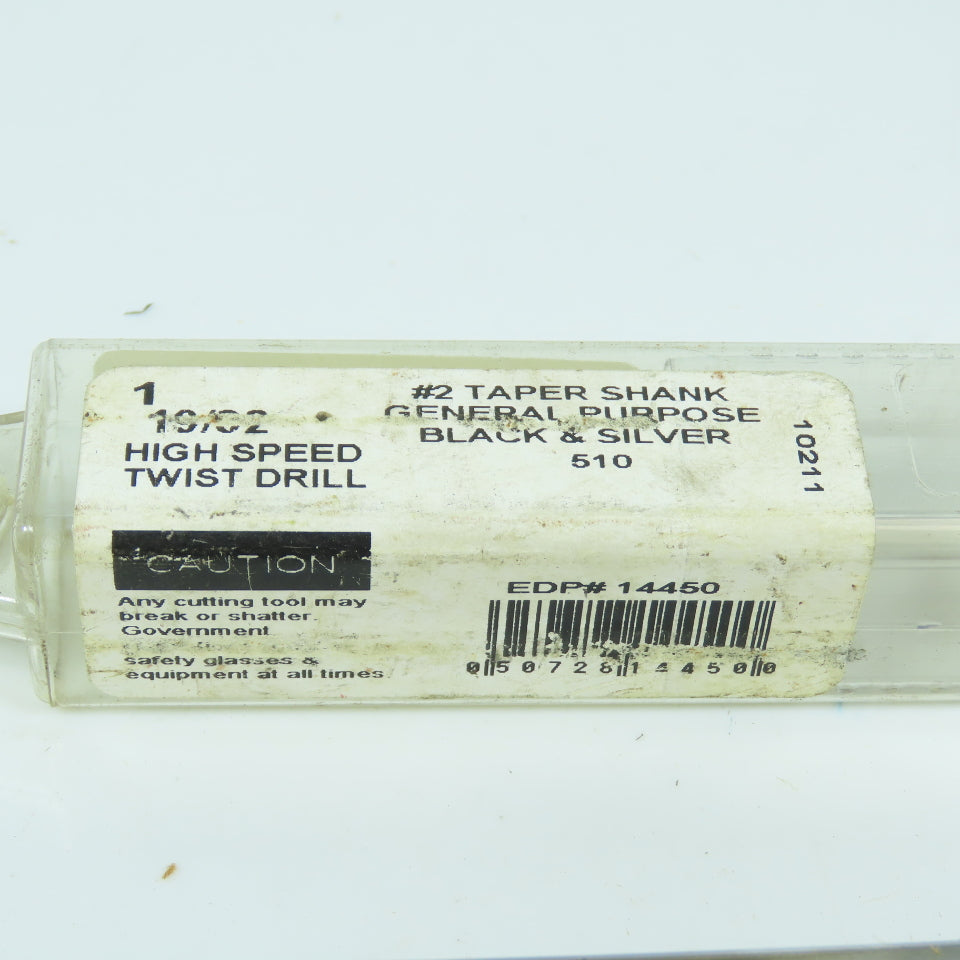 1
19/32
HIGH SPEED
TWIST DRILL
#2 TAPER SHANK
GENERAL PURPOSE
BLACK & SILVER
510
10211
CAUTION
Any cutting tool may
break or shatter.
Government
safety glasses &
equipment at all times.
EDP# 14450
0 50728 14450 0